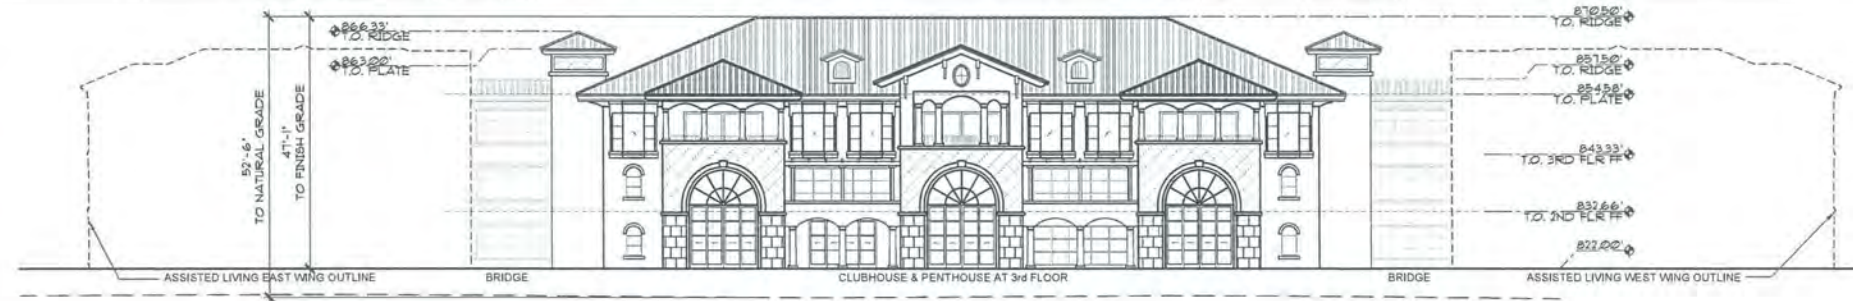 866.33'
T.O. RIDGE
863.00'
T.O. PLATE
52'-6"
TO NATURAL GRADE
47'-1"
TO FINISH GRADE
870.50'
T.O. RIDGE
857.50'
T.O. RIDGE
854.58'
T.O. PLATE
843.33'
T.O. 3RD FLR FF
832.66'
T.O. 2ND FLR FF
822.00'
ASSISTED LIVING EAST WING OUTLINE
BRIDGE
CLUBHOUSE & PENTHOUSE AT 3rd FLOOR
BRIDGE
ASSISTED LIVING WEST WING OUTLINE